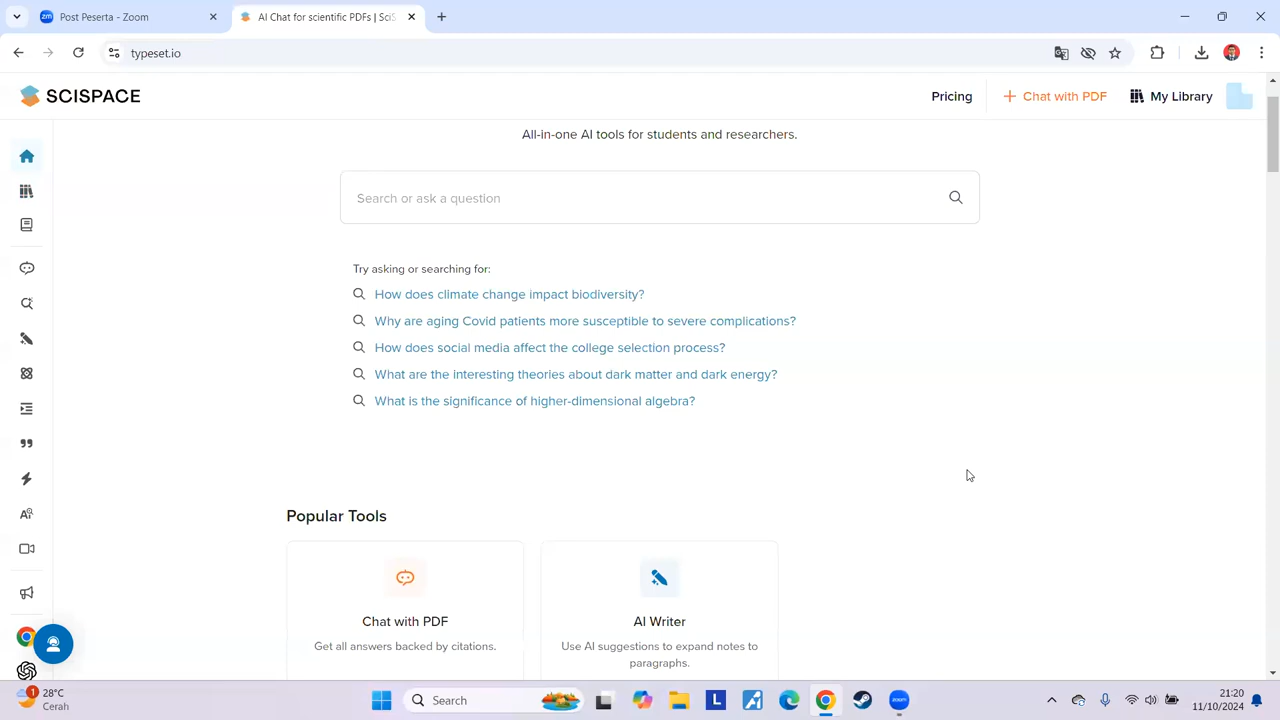 Post Peserta - Zoom
AI Chat for scientific PDFs | SciS
typeset.io
SCISPACE
Pricing
Chat with PDF
My Library
All-in-one AI tools for students and researchers.
Search or ask a question
Try asking or searching for:
How does climate change impact biodiversity?
Why are aging Covid patients more susceptible to severe complications?
How does social media affect the college selection process?
What are the interesting theories about dark matter and dark energy?
What is the significance of higher-dimensional algebra?
Popular Tools
Chat with PDF
Get all answers backed by citations.
AI Writer
Use AI suggestions to expand notes to
paragraphs.
1
28°C
Cerah
Search
21:20
11/10/2024